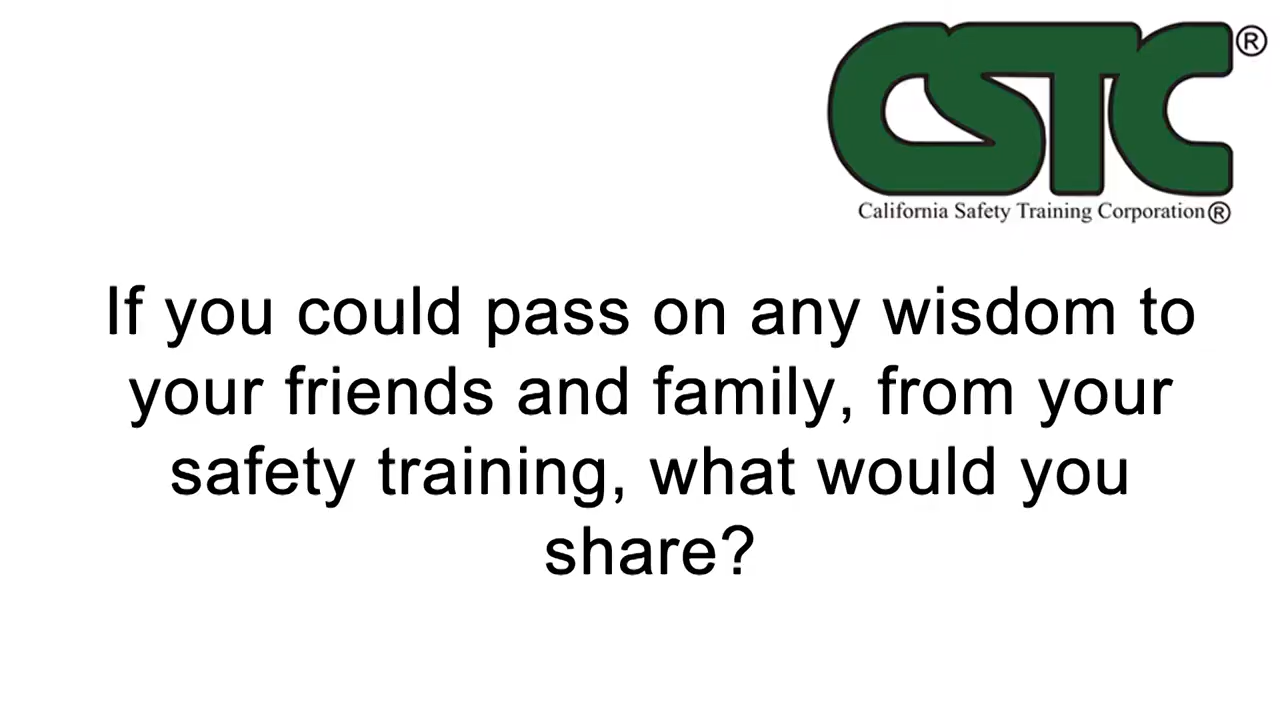 CSTC®
California Safety Training Corporation®
If you could pass on any wisdom to
your friends and family, from your
safety training, what would you
share?